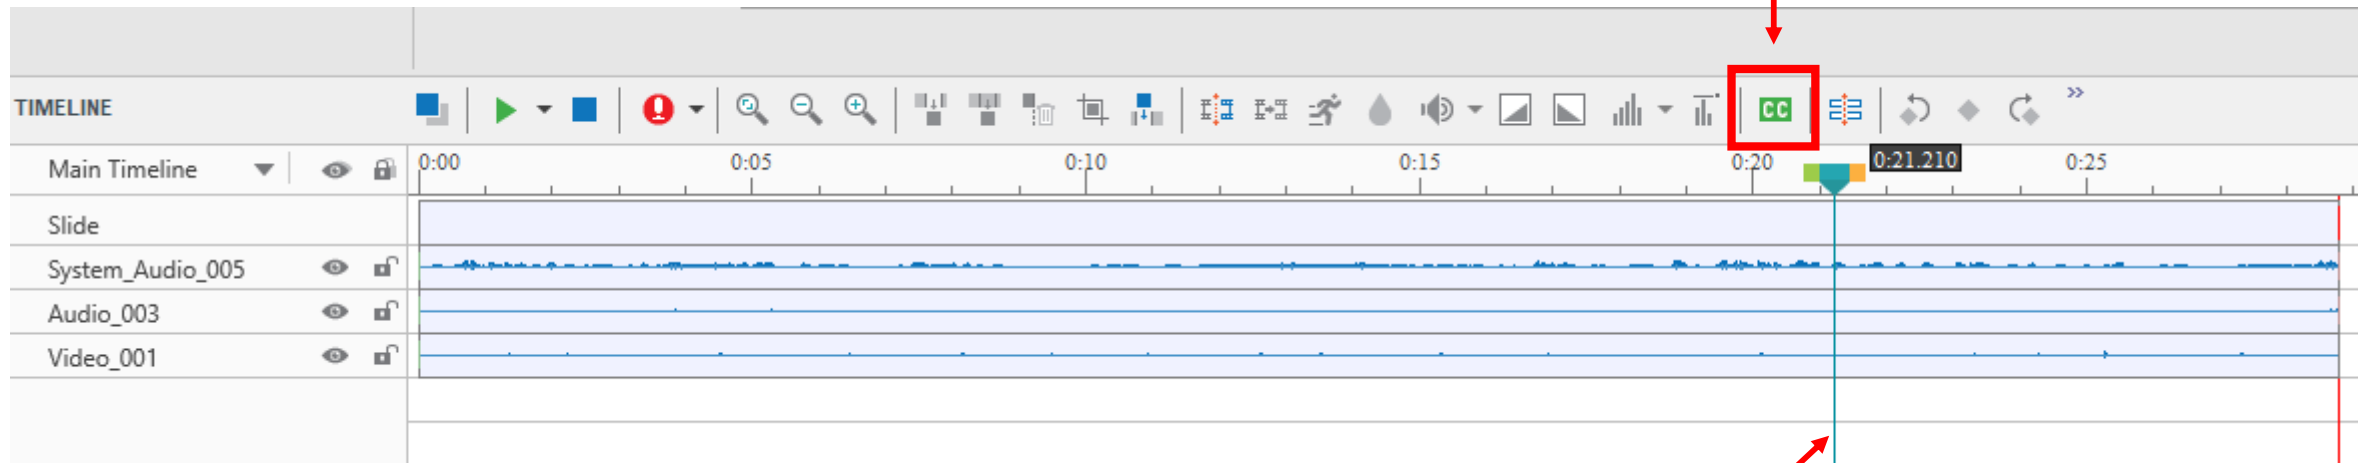 TIMELINE
CC
»
Main Timeline
0:00 0:05 0:10 0:15 0:20 0:21.210 0:25
Slide
System_Audio_005
Audio_003
Video_001